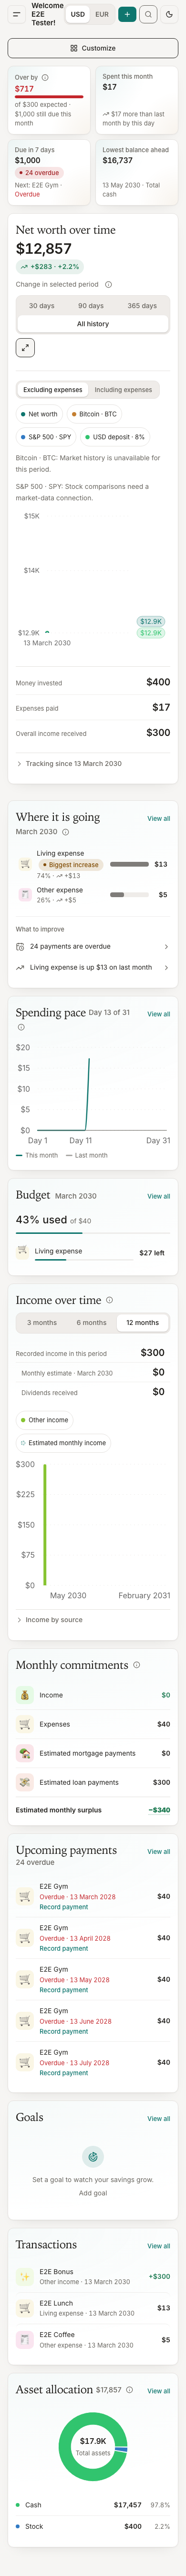 Welcome
E2E
Tester!
USD
EUR
Customize
Over by
$717
of $300 expected ·
$1,000 still due this
month
Spent this month
$17
$17 more than last
month by this day
Due in 7 days
$1,000
24 overdue
Next: E2E Gym ·
Overdue
Lowest balance ahead
$16,737
13 May 2030 · Total
cash
Net worth over time
$12,857
+$283 · +2.2%
Change in selected period
30 days
90 days
365 days
All history
Excluding expenses
Including expenses
Net worth
Bitcoin · BTC
S&P 500 · SPY
USD deposit · 8%
Bitcoin · BTC: Market history is unavailable for
this period.
S&P 500 · SPY: Stock comparisons need a
market-data connection.
$15K
$14K
$12.9K
$12.9K
$12.9K
13 March 2030
Money invested
$400
Expenses paid
$17
Overall income received
$300
Tracking since 13 March 2030
Where it is going
View all
March 2030
Living expense
Biggest increase
$13
74% · +$13
Other expense
$5
26% · +$5
What to improve
24 payments are overdue
Living expense is up $13 on last month
Spending pace
Day 13 of 31
View all
$20
$15
$10
$5
$0
Day 1
Day 11
Day 31
This month
Last month
Budget
March 2030
View all
43% used of $40
Living expense
$27 left
Income over time
3 months
6 months
12 months
Recorded income in this period
$300
Monthly estimate · March 2030
$0
Dividends received
$0
Other income
Estimated monthly income
$300
$225
$150
$75
$0
May 2030
February 2031
Income by source
Monthly commitments
Income
$0
Expenses
$40
Estimated mortgage payments
$0
Estimated loan payments
$300
Estimated monthly surplus
−$340
Upcoming payments
View all
24 overdue
E2E Gym
Overdue · 13 March 2028
$40
Record payment
E2E Gym
Overdue · 13 April 2028
$40
Record payment
E2E Gym
Overdue · 13 May 2028
$40
Record payment
E2E Gym
Overdue · 13 June 2028
$40
Record payment
E2E Gym
Overdue · 13 July 2028
$40
Record payment
Goals
View all
Set a goal to watch your savings grow.
Add goal
Transactions
View all
E2E Bonus
Other income · 13 March 2030
+$300
E2E Lunch
Living expense · 13 March 2030
$13
E2E Coffee
Other expense · 13 March 2030
$5
Asset allocation
$17,857
View all
$17.9K
Total assets
Cash
$17,457
97.8%
Stock
$400
2.2%